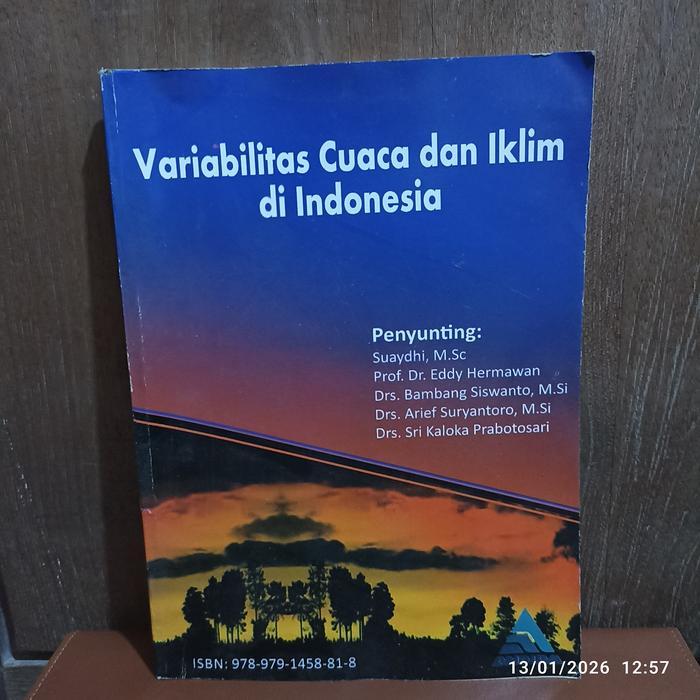 Variabilitas Cuaca dan Iklim
di Indonesia
Penyunting:
Suaydhi, M.Sc
Prof. Dr. Eddy Hermawan
Drs. Bambang Siswanto, M.Si
Drs. Arief Suryantoro, M.Si
Drs. Sri Kaloka Prabotosari
ISBN: 978-979-1458-81-8
13/01/2026 12:57